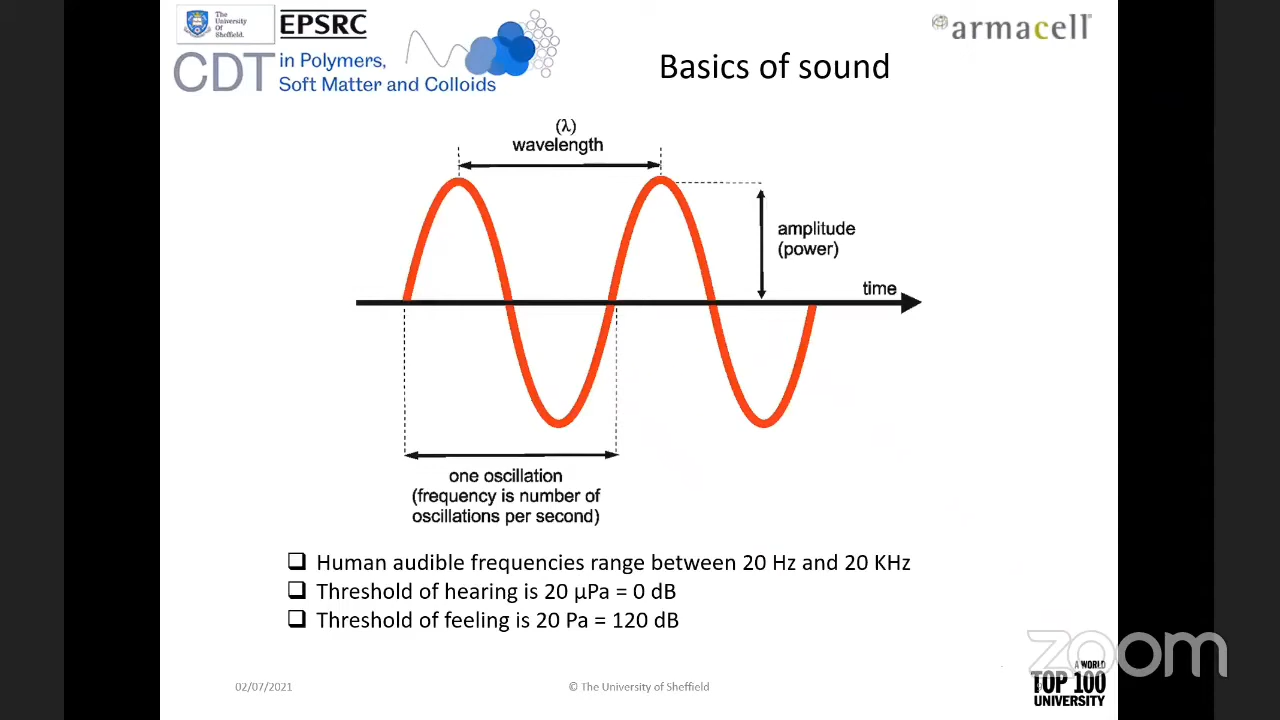 The
University
Of
Sheffield.
EPSRC
CDT
in Polymers,
Soft Matter and Colloids
armacell
Basics of sound
(λ)
wavelength
amplitude
(power)
time
one oscillation
(frequency is number of
oscillations per second)
Human audible frequencies range between 20 Hz and 20 KHz
Threshold of hearing is 20 µPa = 0 dB
Threshold of feeling is 20 Pa = 120 dB
zoom
02/07/2021
© The University of Sheffield
A WORLD
TOP 100
UNIVERSITY